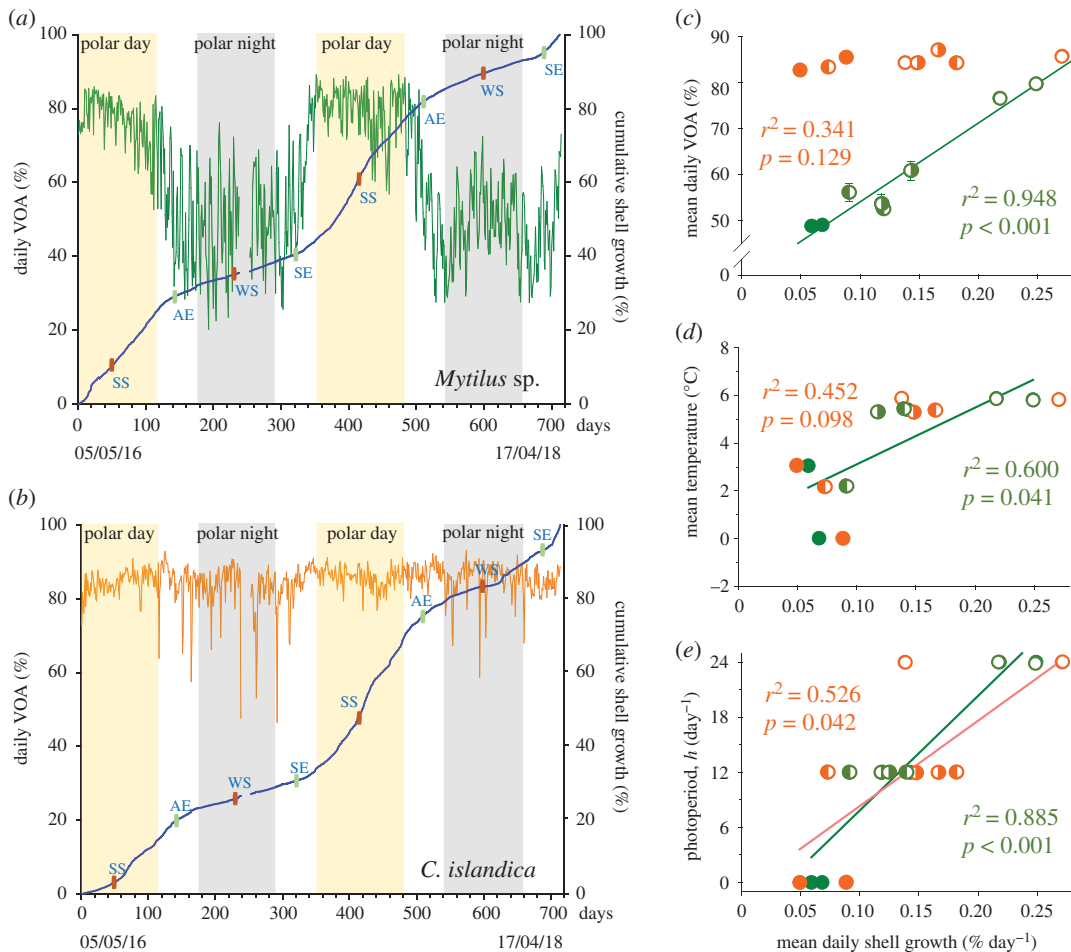 (a)
100
80
60
40
20
0
daily VOA (%)
polar day
polar night
polar day
polar night
100
80
60
40
20
0
cumulative shell growth (%)
SS
AE
WS
SE
SS
AE
WS
SE
Mytilus sp.
0 100 200 300 400 500 600 700
days
05/05/16 17/04/18
(b)
100
80
60
40
20
0
daily VOA (%)
polar day
polar night
polar day
polar night
100
80
60
40
20
0
cumulative shell growth (%)
SS
AE
WS
SE
SS
AE
WS
SE
C. islandica
0 100 200 300 400 500 600 700
days
05/05/16 17/04/18
(c)
90
80
70
60
50
0
mean daily VOA (%)
r² = 0.341
p = 0.129
r² = 0.948
p < 0.001
0 0.05 0.10 0.15 0.20 0.25
(d)
8
6
4
2
0
−2
mean temperature (°C)
r² = 0.452
p = 0.098
r² = 0.600
p = 0.041
0 0.05 0.10 0.15 0.20 0.25
(e)
24
18
12
6
0
photoperiod, h (day⁻¹)
r² = 0.526
p = 0.042
r² = 0.885
p < 0.001
0 0.05 0.10 0.15 0.20 0.25
mean daily shell growth (% day⁻¹)